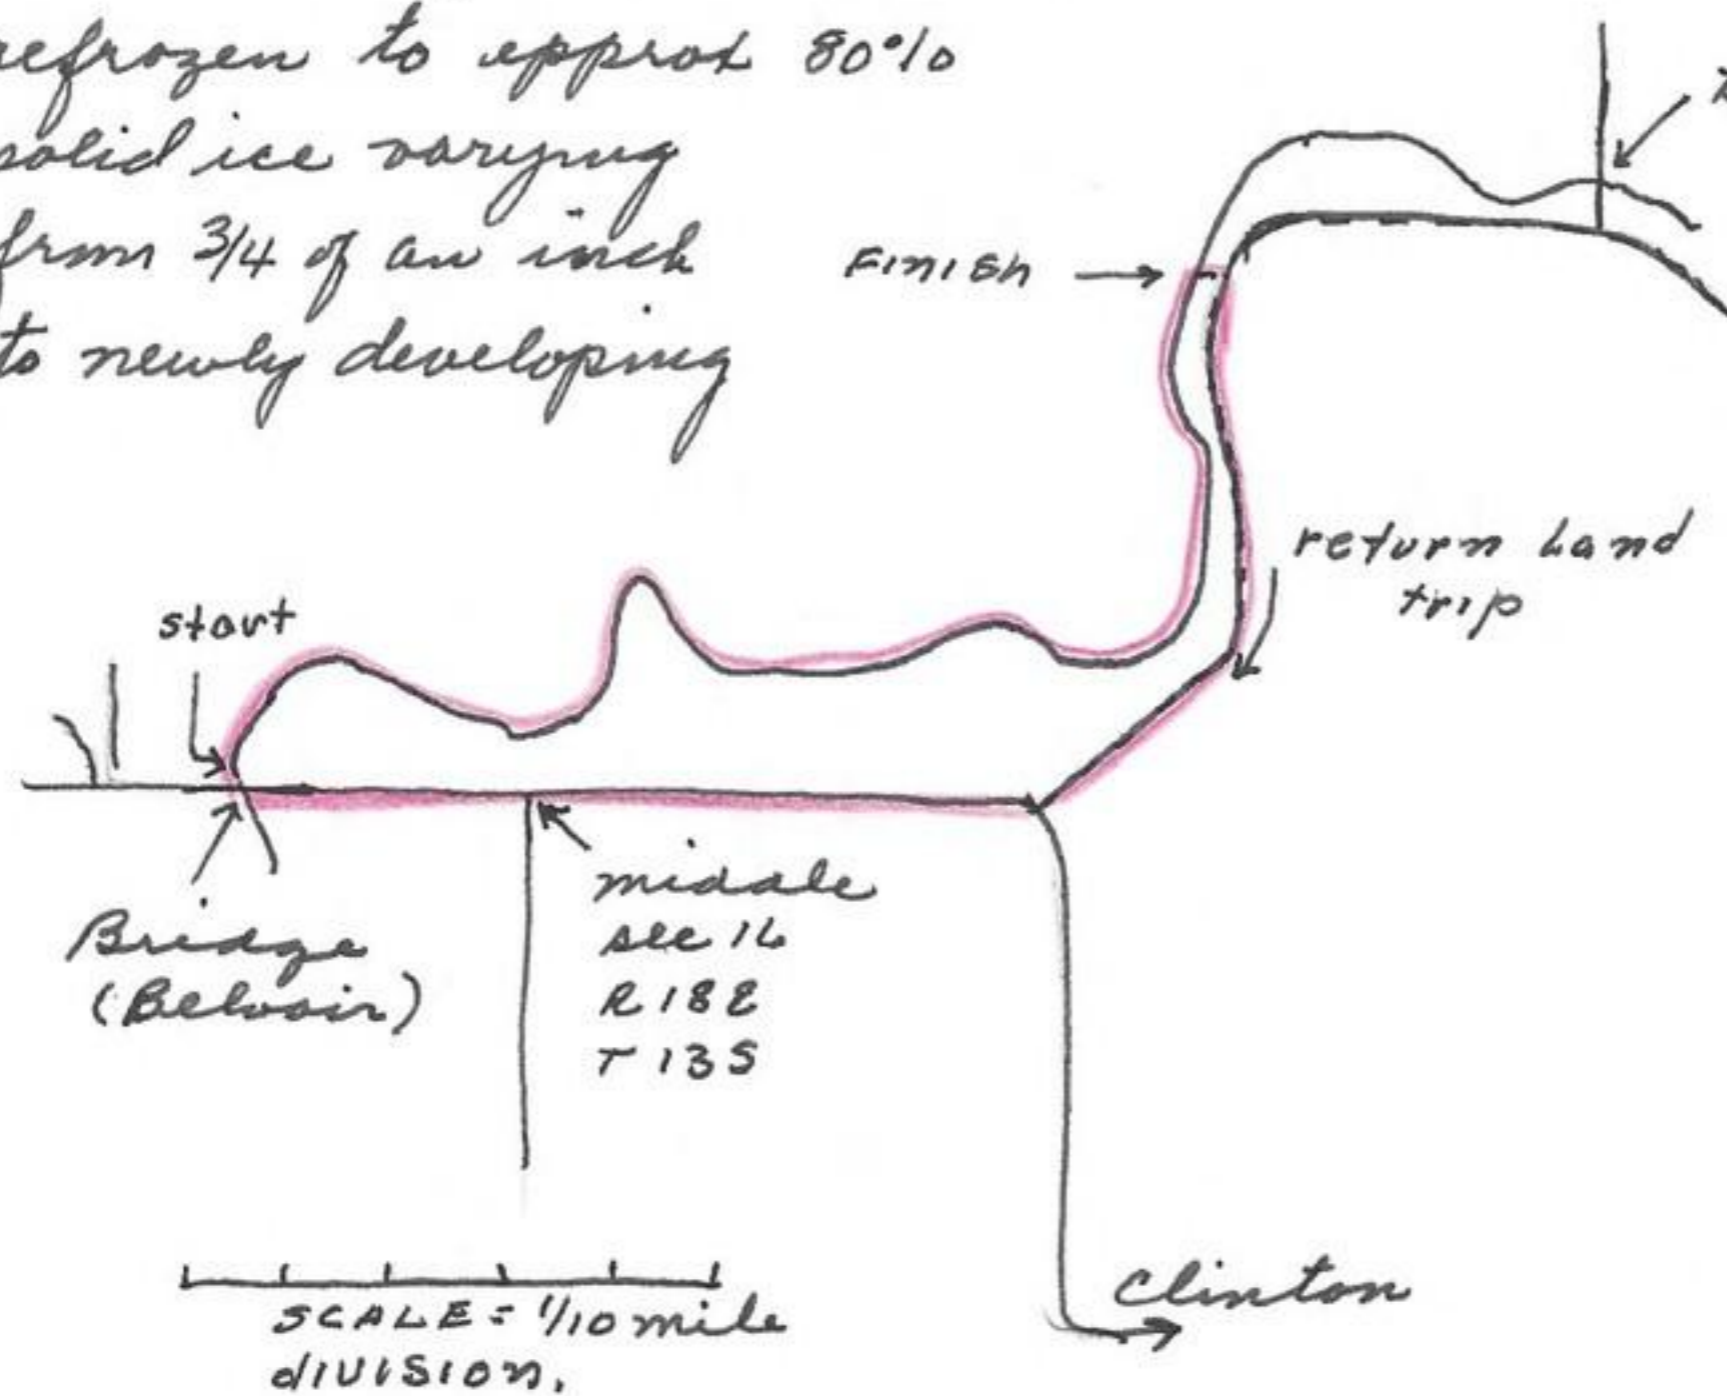 refrozen to approx 80%
solid ice varying
from 3/4 of an inch
to newly developing
Finish
return Land
trip
start
Bridge
(Belvoir)
middle
sec 16
R 18 E
T 13 S
SCALE = 1/10 mile
division.
Clinton